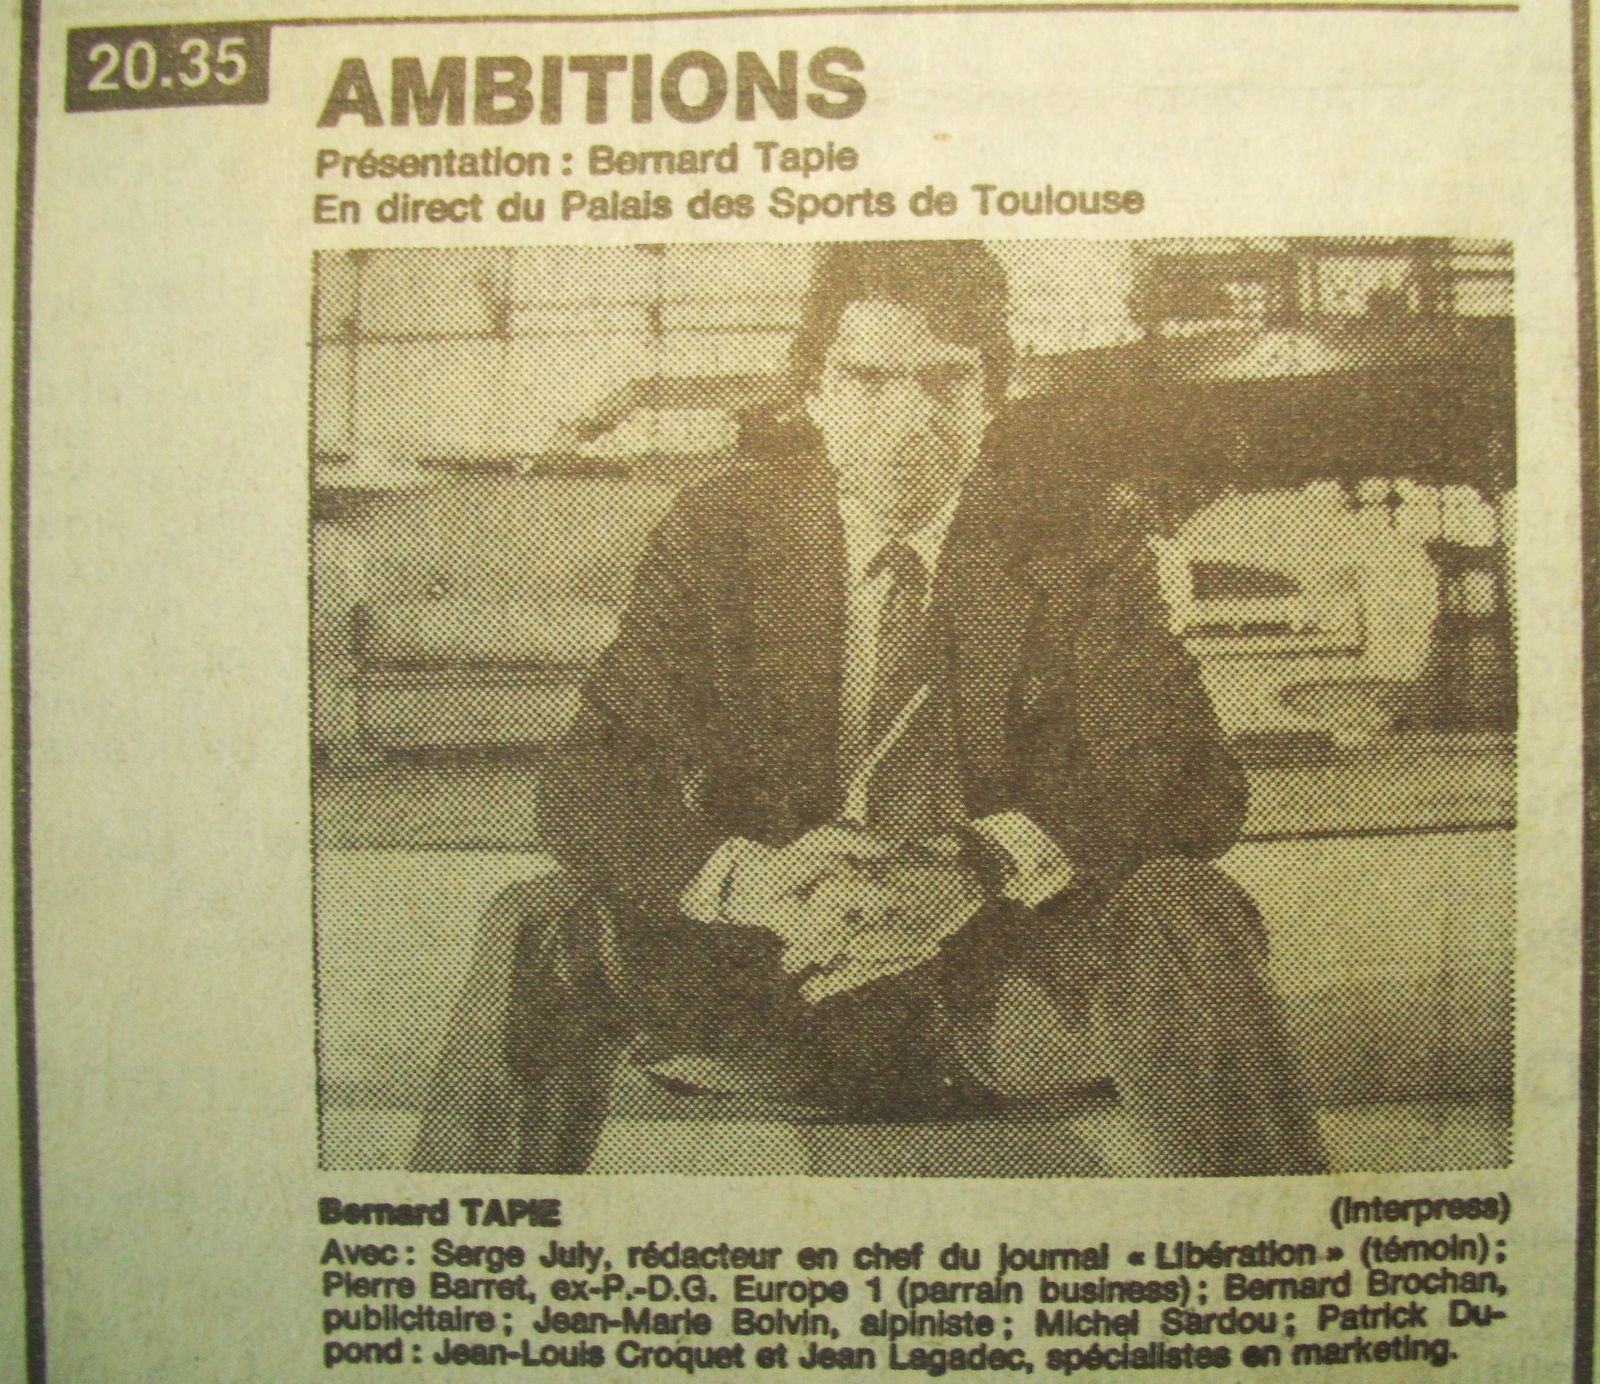 20.35
AMBITIONS
Présentation : Bernard Tapie
En direct du Palais des Sports de Toulouse
Bernard TAPIE (Interpress)
Avec : Serge July, rédacteur en chef du journal « Libération » (témoin) ;
Pierre Barret, ex-P.-D.G. Europe 1 (parrain business) ; Bernard Brochan,
publicitaire ; Jean-Marie Boivin, alpiniste ; Michel Sardou ; Patrick Du-
pond : Jean-Louis Croquet et Jean Lagadec, spécialistes en marketing.